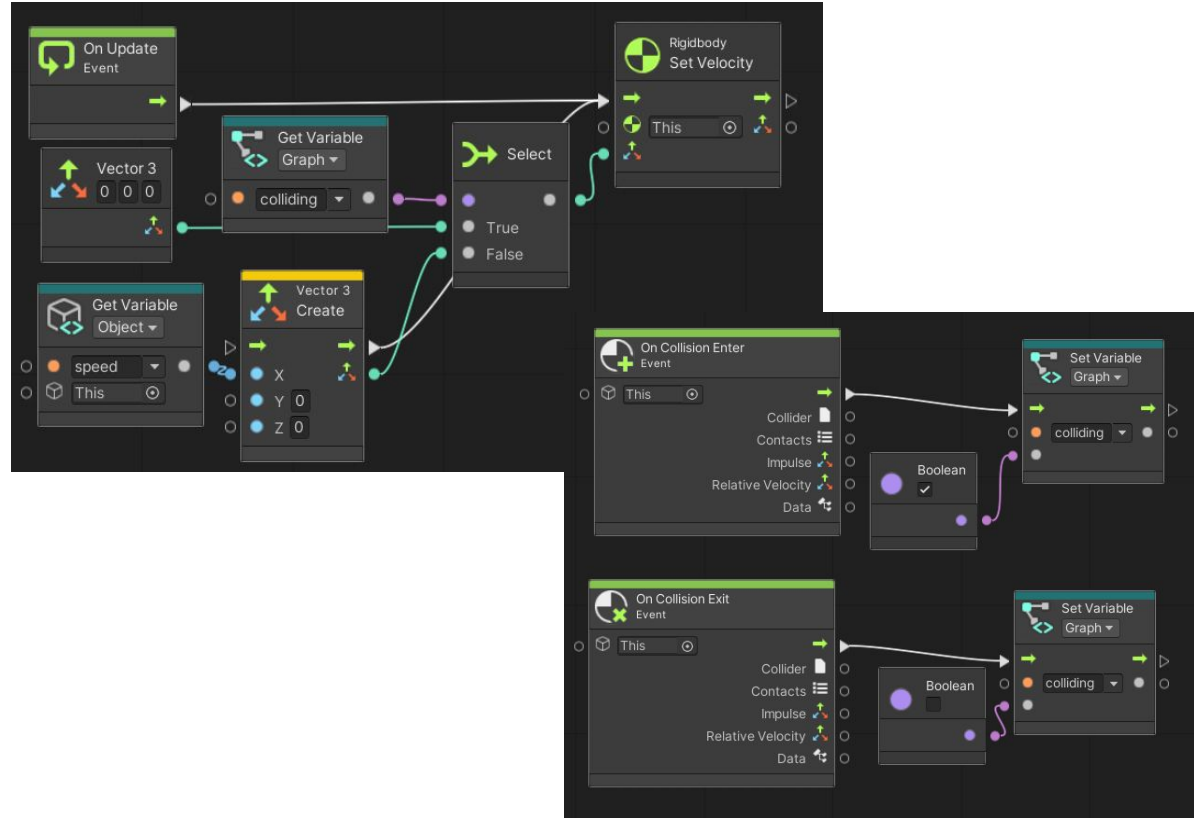 On Update
Event
Rigidbody
Set Velocity
This
Get Variable
Graph
colliding
Select
True
False
Vector 3
0 0 0
Get Variable
Object
speed
This
Vector 3
Create
X
Y 0
Z 0
On Collision Enter
Event
This
Collider
Contacts
Impulse
Relative Velocity
Data
Boolean
Set Variable
Graph
colliding
On Collision Exit
Event
This
Collider
Contacts
Impulse
Relative Velocity
Data
Boolean
Set Variable
Graph
colliding